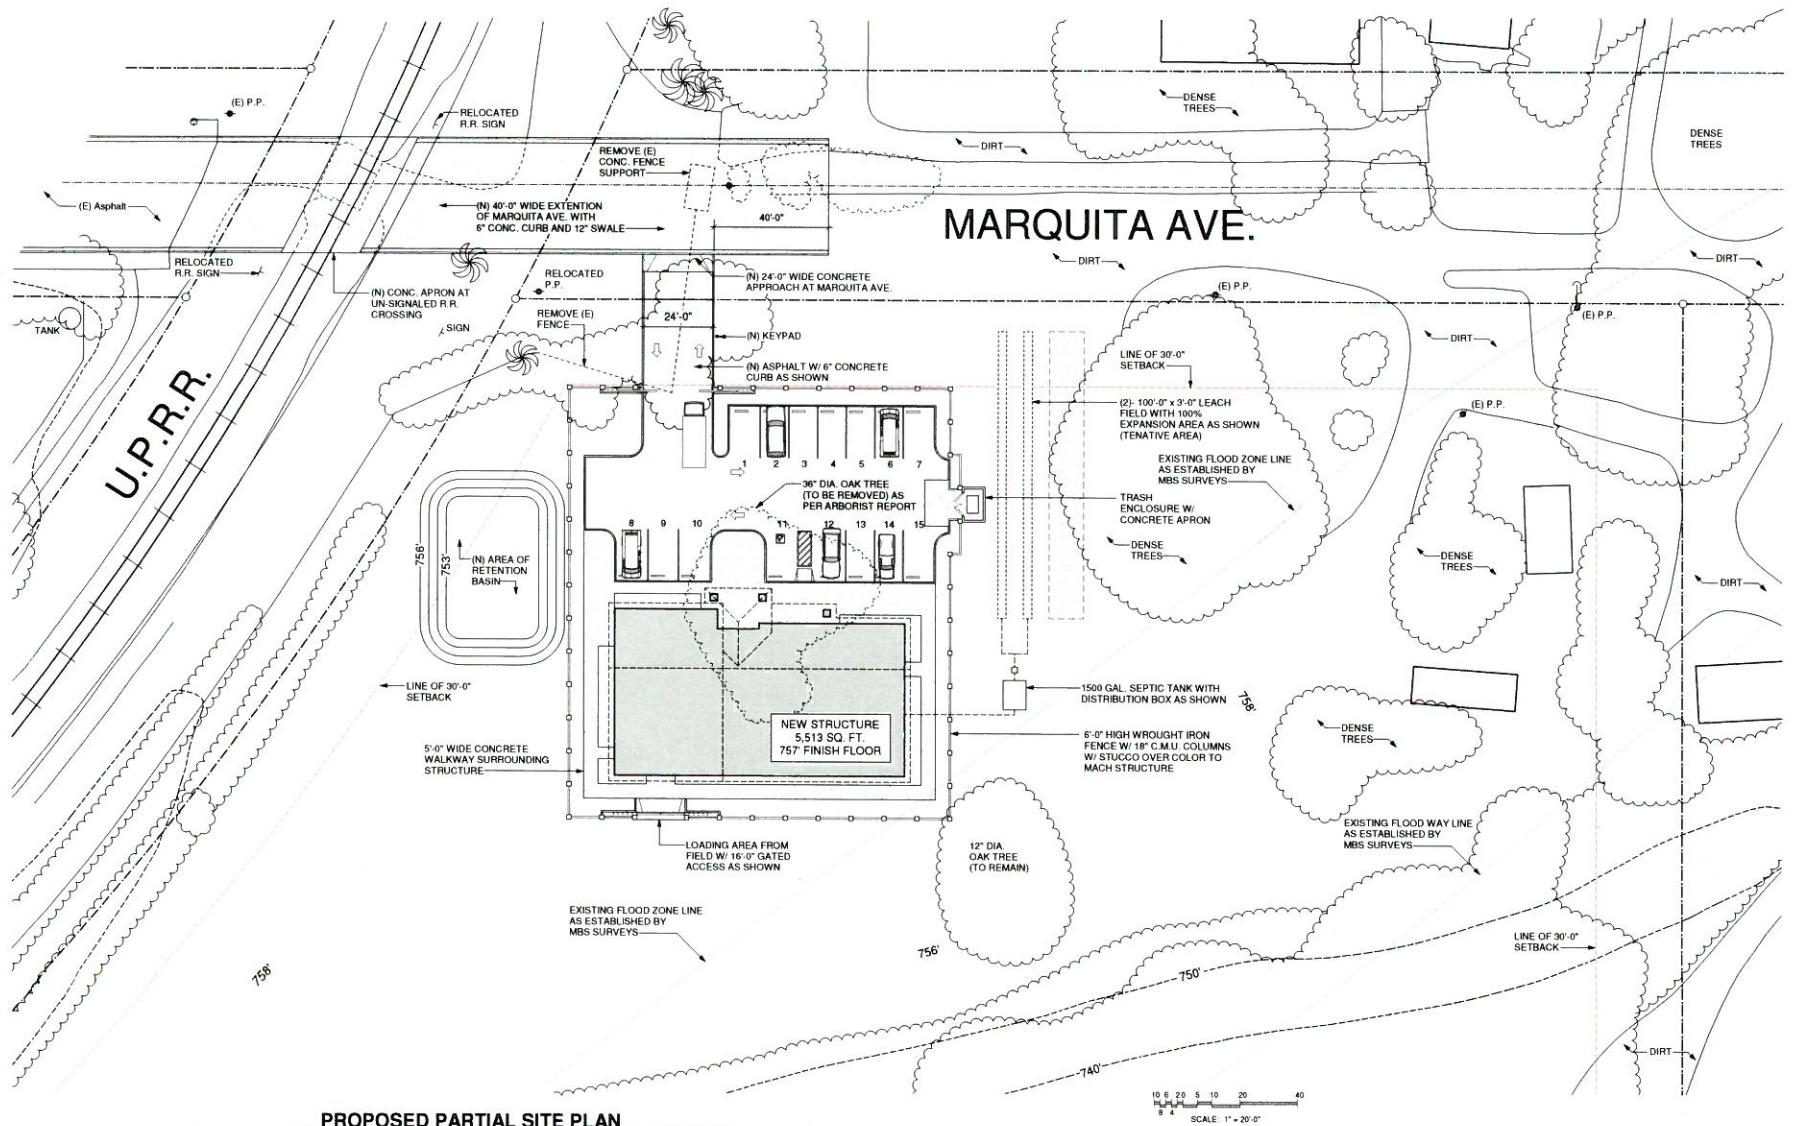 (E) P.P.
RELOCATED
R.R. SIGN
DENSE
TREES
DENSE
TREES
DIRT
REMOVE (E)
CONC. FENCE
SUPPORT
(E) Asphalt
(N) 40'-0" WIDE EXTENTION
OF MARQUITA AVE. WITH
6" CONC. CURB AND 12" SWALE
40'-0"
MARQUITA AVE.
RELOCATED
R.R. SIGN
RELOCATED
P.P.
(N) 24'-0" WIDE CONCRETE
APPROACH AT MARQUITA AVE.
DIRT
DIRT
(N) CONC. APRON AT
UN-SIGNALED R.R.
CROSSING
(E) P.P.
(E) P.P.
TANK
SIGN
REMOVE (E)
FENCE
24'-0"
(N) KEYPAD
DIRT
LINE OF 30'-0"
SETBACK
(N) ASPHALT W/ 6" CONCRETE
CURB AS SHOWN
U.P.R.R.
(2)- 100'-0" x 3'-0" LEACH
FIELD WITH 100%
EXPANSION AREA AS SHOWN
(TENATIVE AREA)
(E) P.P.
1 2 3 4 5 6 7
EXISTING FLOOD ZONE LINE
AS ESTABLISHED BY
MBS SURVEYS
36" DIA. OAK TREE
(TO BE REMOVED) AS
PER ARBORIST REPORT
TRASH
ENCLOSURE W/
CONCRETE APRON
8 9 10 11 12 13 14 15
756'
753'
(N) AREA OF
RETENTION
BASIN
DENSE
TREES
DENSE
TREES
DIRT
LINE OF 30'-0"
SETBACK
1500 GAL. SEPTIC TANK WITH
DISTRIBUTION BOX AS SHOWN
758'
NEW STRUCTURE
5,513 SQ. FT.
757' FINISH FLOOR
DENSE
TREES
5'-0" WIDE CONCRETE
WALKWAY SURROUNDING
STRUCTURE
6'-0" HIGH WROUGHT IRON
FENCE W/ 18" C.M.U. COLUMNS
W/ STUCCO OVER COLOR TO
MACH STRUCTURE
EXISTING FLOOD WAY LINE
AS ESTABLISHED BY
MBS SURVEYS
LOADING AREA FROM
FIELD W/ 16'-0" GATED
ACCESS AS SHOWN
12" DIA.
OAK TREE
(TO REMAIN)
EXISTING FLOOD ZONE LINE
AS ESTABLISHED BY
MBS SURVEYS
LINE OF 30'-0"
SETBACK
756'
758'
750'
DIRT
740'
10 6 2 0 5 10 20 40
8 4
SCALE: 1" = 20'-0"
PROPOSED PARTIAL SITE PLAN